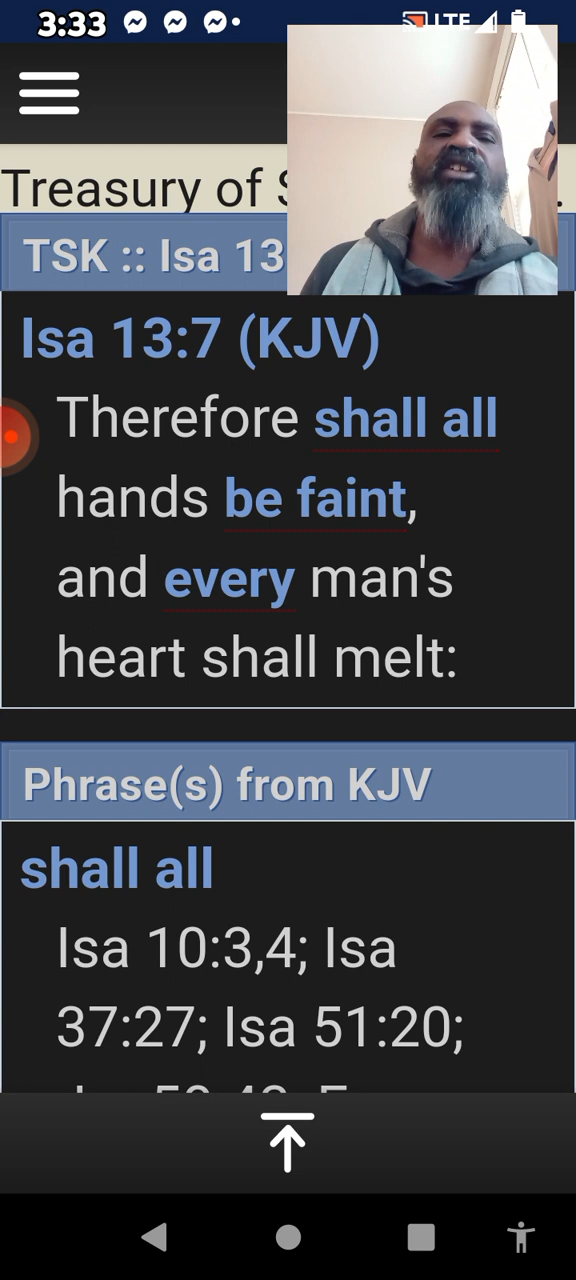 3:33
LTE
Treasury of
TSK :: Isa 13
Isa 13:7 (KJV)
Therefore shall all
hands be faint,
and every man's
heart shall melt:
Phrase(s) from KJV
shall all
Isa 10:3,4; Isa
37:27; Isa 51:20;